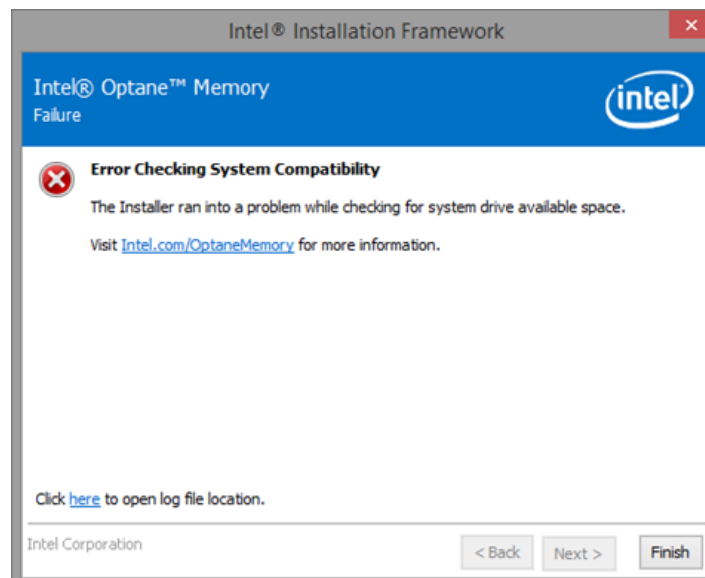 Intel® Installation Framework
Intel® Optane™ Memory
Failure
intel
Error Checking System Compatibility
The Installer ran into a problem while checking for system drive available space.
Visit Intel.com/OptaneMemory for more information.
Click here to open log file location.
Intel Corporation
< Back
Next >
Finish